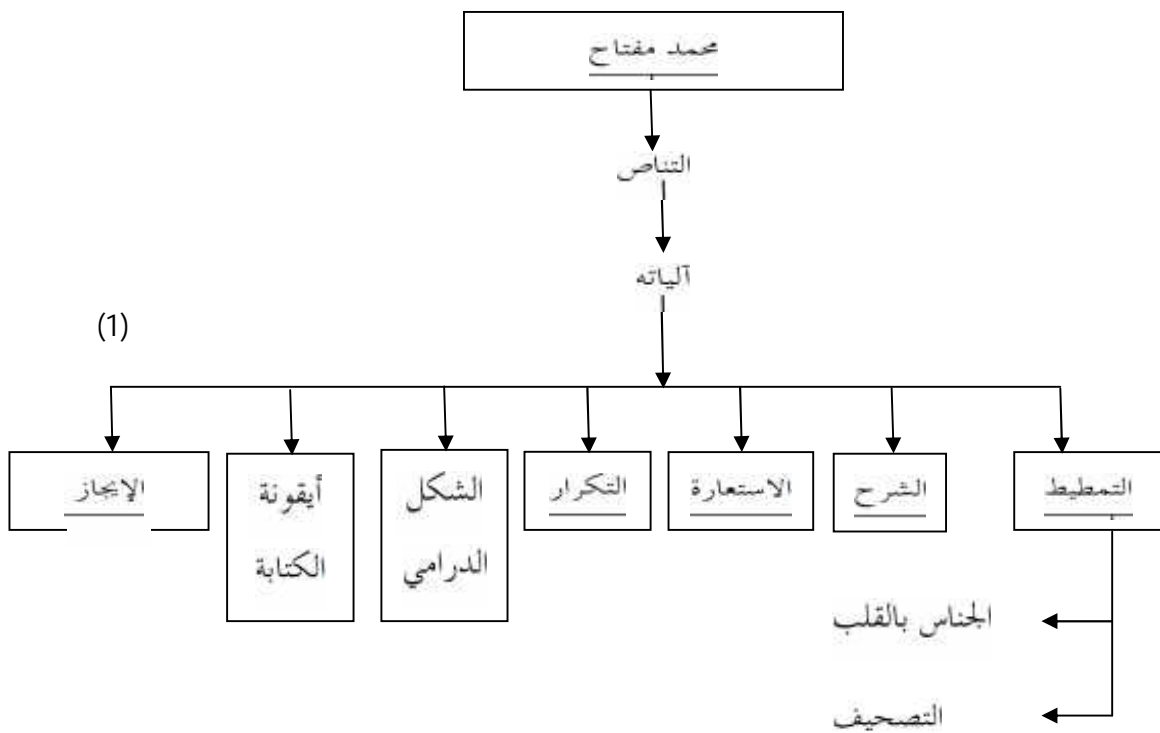 محمد مفتاح
التناص
آلياته
(1)
التمطيط
الشرح
الاستعارة
التكرار
الشكل
الدرامي
أيقونة
الكتابة
الإيجاز
الجناس بالقلب
التصحيف